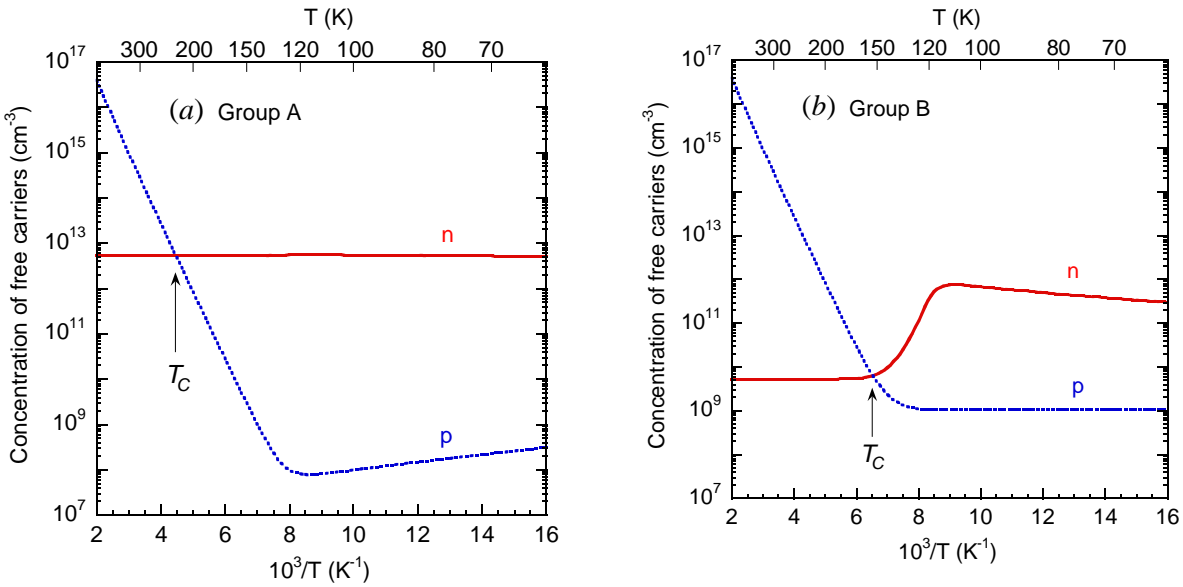 T (K)
300 200 150 120 100 80 70
10^17
10^15
10^13
10^11
10^9
10^7
Concentration of free carriers (cm^-3)
(a) Group A
n
T_C
p
2 4 6 8 10 12 14 16
10^3/T (K^-1)
T (K)
300 200 150 120 100 80 70
10^17
10^15
10^13
10^11
10^9
10^7
Concentration of free carriers (cm^-3)
(b) Group B
n
p
T_C
2 4 6 8 10 12 14 16
10^3/T (K^-1)